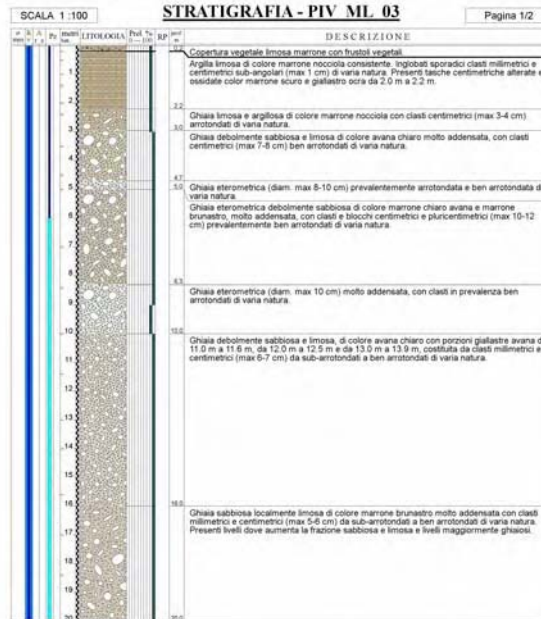 SCALA 1 :100
STRATIGRAFIA - PIV ML 03
Pagina 1/2
metri
LITOLOGIA
RP
DESCRIZIONE
Copertura vegetale limosa marrone con frustoli vegetali.
Argilla limosa di colore marrone nocciola consistente. Inglobati sporadici clasti millimetrici e
centimetrici sub-angolari (max 1 cm) di varia natura. Presenti tasche centimetriche alterate e
ossidate color marrone scuro e giallastro ocra da 2.0 m a 2.2 m.
2.2
Ghiaia limosa e argillosa di colore marrone nocciola con clasti centimetrici (max 3-4 cm)
arrotondati di varia natura.
3.0
Ghiaia debolmente sabbiosa e limosa di colore avana chiaro molto addensata, con clasti
centimetrici (max 7-8 cm) ben arrotondati di varia natura.
4.7
Ghiaia eterometrica (diam. max 8-10 cm) prevalentemente arrotondata e ben arrotondata di
varia natura.
5.0
Ghiaia eterometrica debolmente sabbiosa di colore marrone chiaro avana e marrone
brunastro, molto addensata, con clasti e blocchi centimetrici e pluricentimetrici (max 10-12
cm) prevalentemente ben arrotondati di varia natura.
Ghiaia eterometrica (diam. max 10 cm) molto addensata, con clasti in prevalenza ben
arrotondati di varia natura.
10.0
Ghiaia debolmente sabbiosa e limosa, di colore avana chiaro con porzioni giallastre avana d
11.0 m a 11.6 m, da 12.0 m a 12.5 m e da 13.0 m a 13.9 m, costituita da clasti millimetrici e
centimetrici (max 6-7 cm) da sub-arrotondati a ben arrotondati di varia natura.
16.0
Ghiaia sabbiosa localmente limosa di colore marrone brunastro molto addensata con clasti
millimetrici e centimetrici (max 5-6 cm) da sub-arrotondati a ben arrotondati di varia natura.
Presenti livelli dove aumenta la frazione sabbiosa e limosa e livelli maggiormente ghiaiosi.
1
2
3
4
5
6
7
8
9
10
11
12
13
14
15
16
17
18
19
20